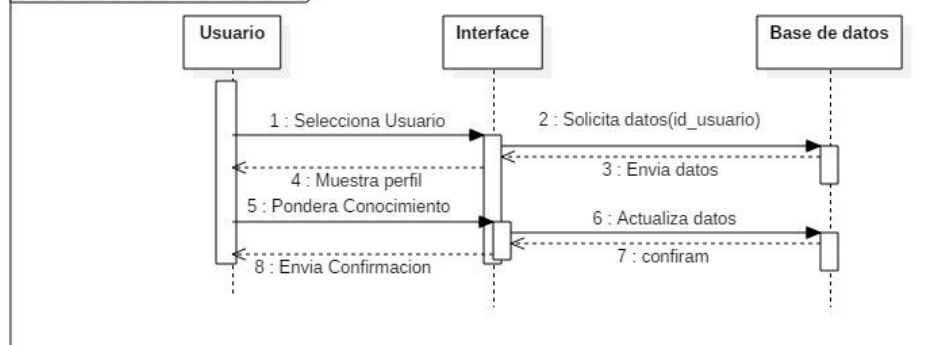 Usuario
Interface
Base de datos
1 : Selecciona Usuario
2 : Solicita datos(id_usuario)
3 : Envia datos
4 : Muestra perfil
5 : Pondera Conocimiento
6 : Actualiza datos
7 : confiram
8 : Envia Confirmacion